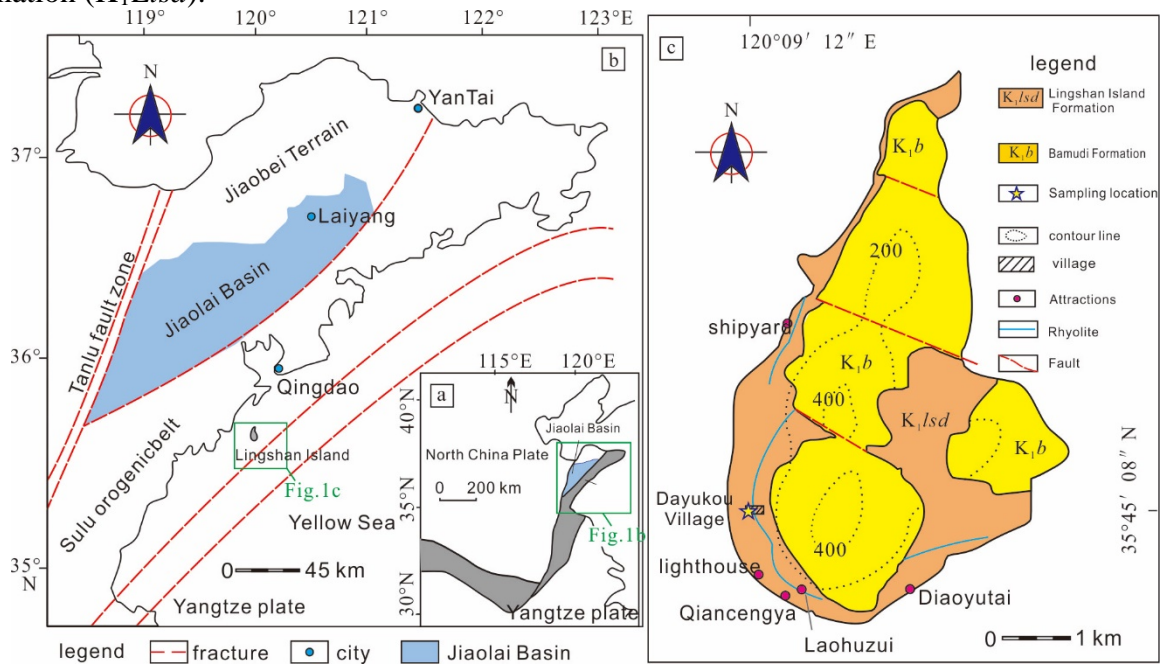 119°
120°
121°
122°
123°E
b
N
YanTai
37°
Jiaobei Terrain
Laiyang
Tanlu fault zone
Jiaolai Basin
36°
Qingdao
Sulu orogenicbelt
Lingshan Island
Fig.1c
Yellow Sea
35°
N
0 45 km
Yangtze plate
a
115°E
120°E
N
40°N
Jiaolai Basin
North China Plate
0 200 km
35°N
Fig.1b
30°N
Yangtze plate
legend
fracture
city
Jiaolai Basin
c
120°09′ 12″ E
N
legend
K₁lsd
Lingshan Island
Formation
K₁b
Bamudi Formation
Sampling location
contour line
village
Attractions
Rhyolite
Fault
K₁b
200
shipyard
K₁b
400
K₁lsd
K₁b
Dayukou
Village
400
35°45′ 08″ N
lighthouse
Qiancengya
Diaoyutai
Laohuzui
0 1 km